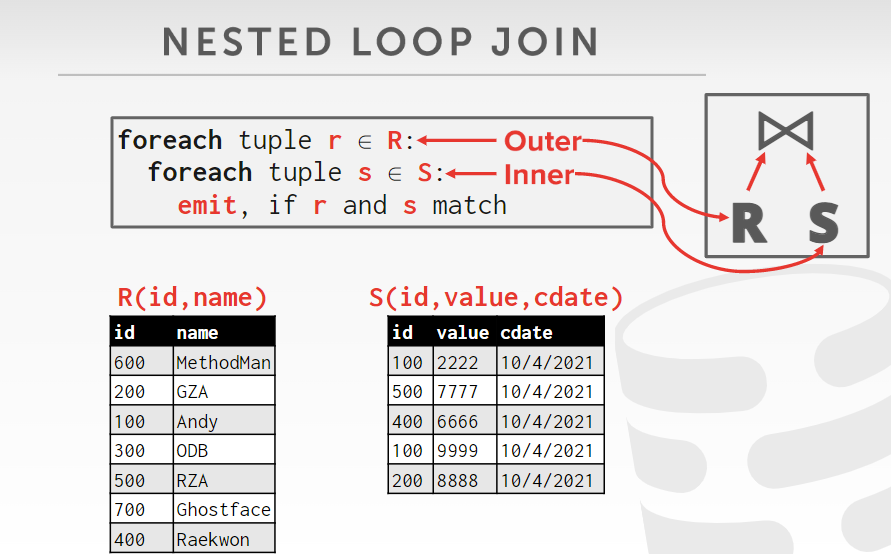 NESTED LOOP JOIN
foreach tuple r ∈ R:
Outer
foreach tuple s ∈ S:
Inner
emit, if r and s match
⋈
R S
R(id,name)
id name
600 MethodMan
200 GZA
100 Andy
300 ODB
500 RZA
700 Ghostface
400 Raekwon
S(id,value,cdate)
id value cdate
100 2222 10/4/2021
500 7777 10/4/2021
400 6666 10/4/2021
100 9999 10/4/2021
200 8888 10/4/2021